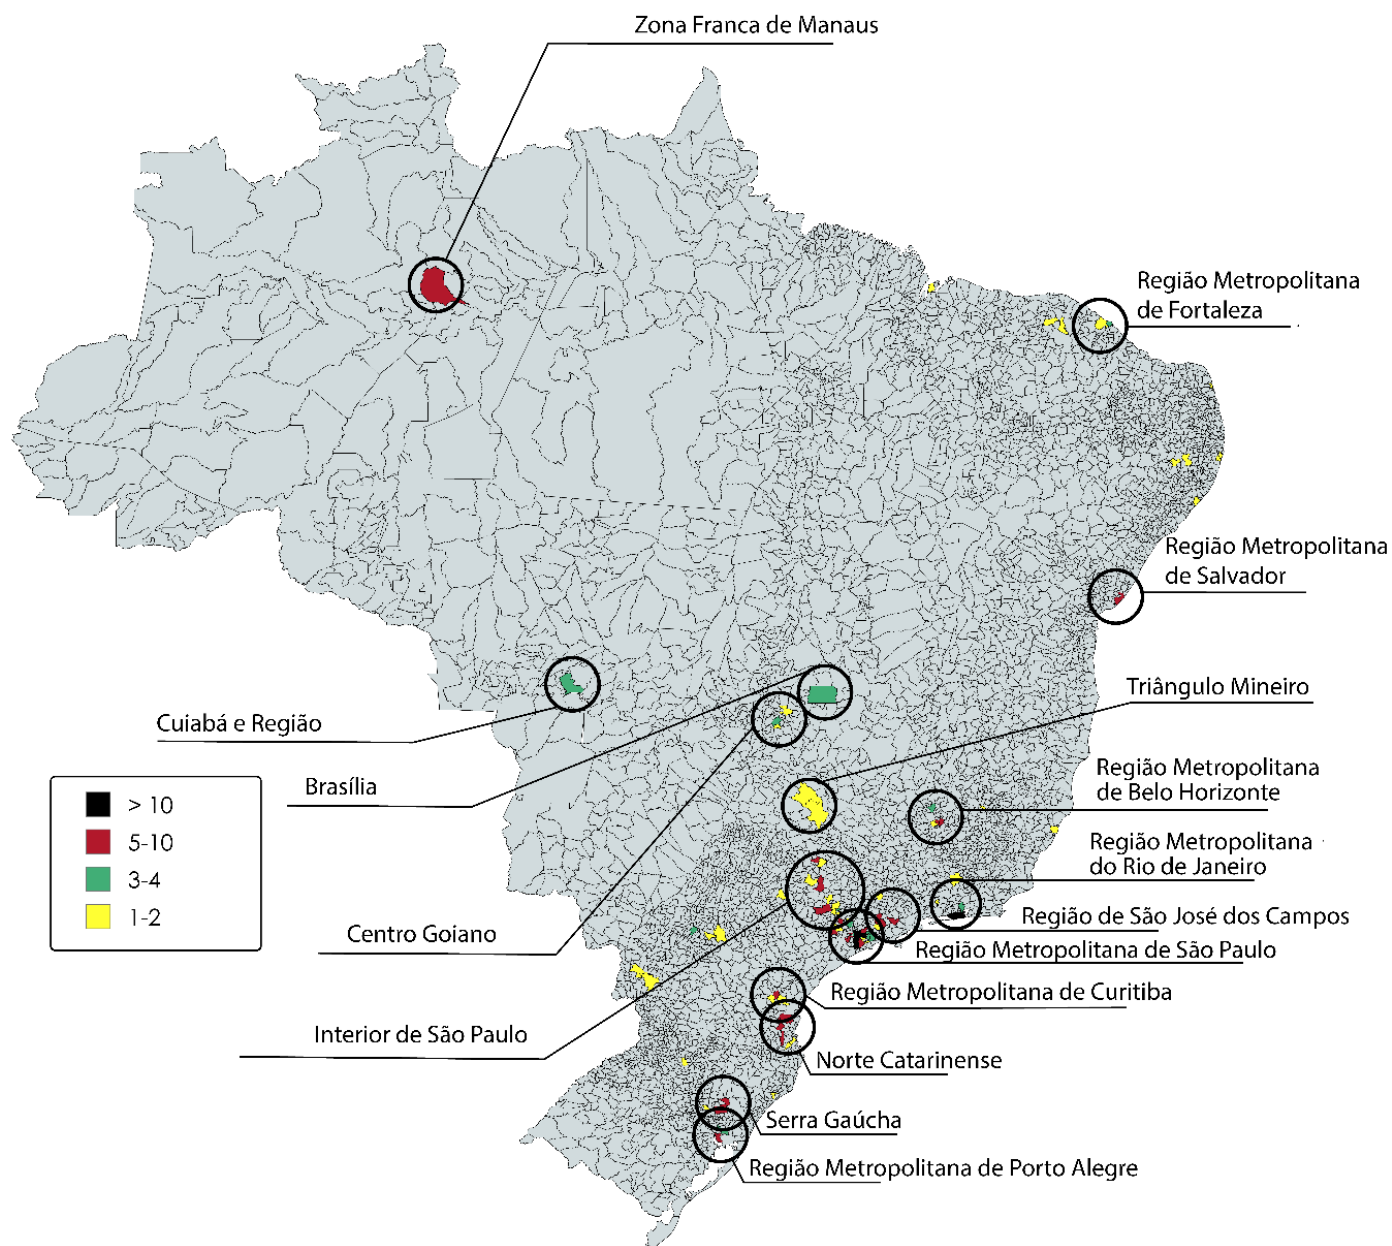 Zona Franca de Manaus
Região Metropolitana
de Fortaleza
Região Metropolitana
de Salvador
Triângulo Mineiro
Cuiabá e Região
Brasília
Região Metropolitana
de Belo Horizonte
> 10
5-10
3-4
1-2
Região Metropolitana
do Rio de Janeiro
Região de São José dos Campos
Centro Goiano
Região Metropolitana de São Paulo
Região Metropolitana de Curitiba
Interior de São Paulo
Norte Catarinense
Serra Gaúcha
Região Metropolitana de Porto Alegre